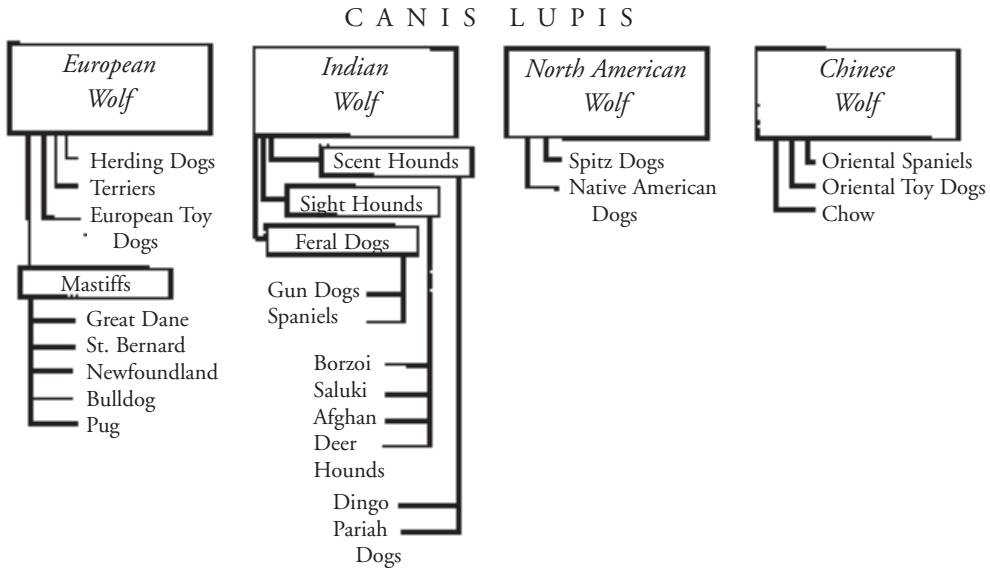 CANIS LUPIS
European
Wolf
Herding Dogs
Terriers
European Toy
Dogs
Mastiffs
Great Dane
St. Bernard
Newfoundland
Bulldog
Pug
Indian
Wolf
Scent Hounds
Sight Hounds
Feral Dogs
Gun Dogs
Spaniels
Borzoi
Saluki
Afghan
Deer
Hounds
Dingo
Pariah
Dogs
North American
Wolf
Spitz Dogs
Native American
Dogs
Chinese
Wolf
Oriental Spaniels
Oriental Toy Dogs
Chow